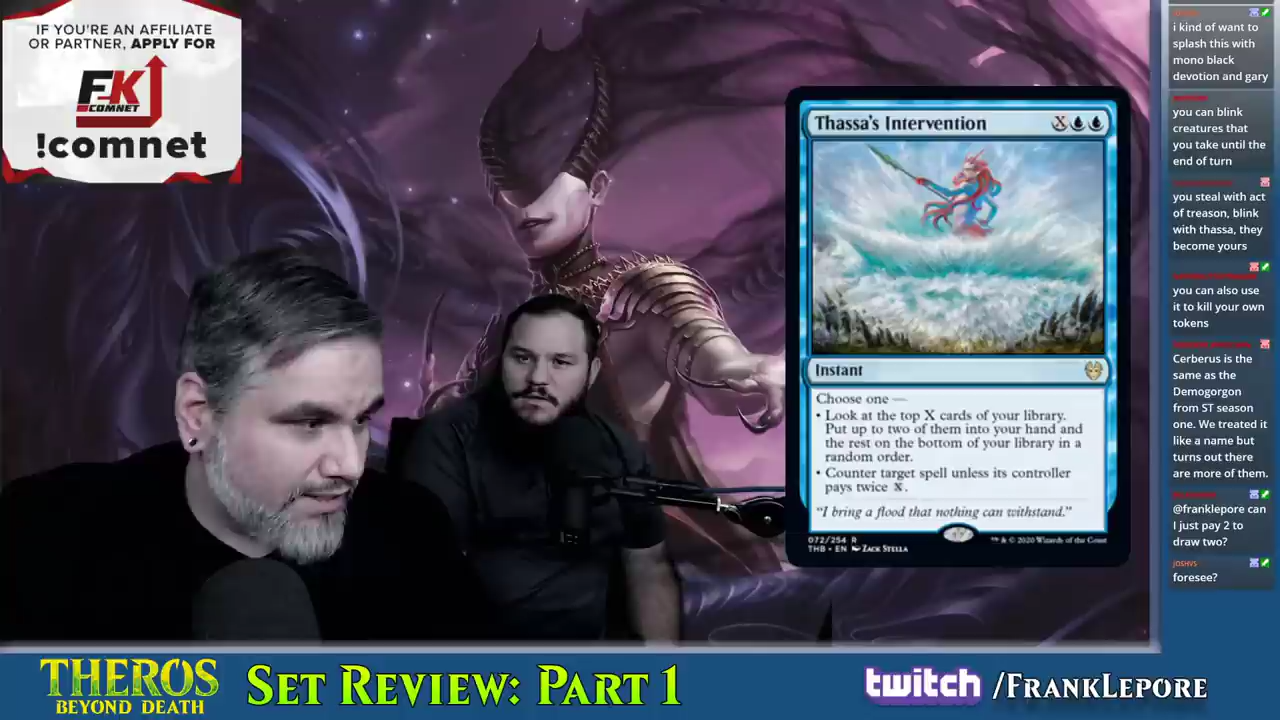 IF YOU'RE AN AFFILIATE
OR PARTNER, APPLY FOR
FK
COMNET
!comnet
Thassa's Intervention
X
Instant
Choose one —
• Look at the top X cards of your library.
Put up to two of them into your hand and
the rest on the bottom of your library in a
random order.
• Counter target spell unless its controller
pays twice X.
"I bring a flood that nothing can withstand."
072/254 R
THB • EN ZACK STELLA
™ & © 2020 Wizards of the Coast
i kind of want to
splash this with
mono black
devotion and gary
you can blink
creatures that
you take until the
end of turn
you steal with act
of treason, blink
with thassa, they
become yours
you can also use
it to kill your own
tokens
Cerberus is the
same as the
Demogorgon
from ST season
one. We treated it
like a name but
turns out there
are more of them.
@franklepore can
I just pay 2 to
draw two?
JOSHVS
foresee?
THEROS
BEYOND DEATH
SET REVIEW: PART 1
twitch /FRANKLEPORE